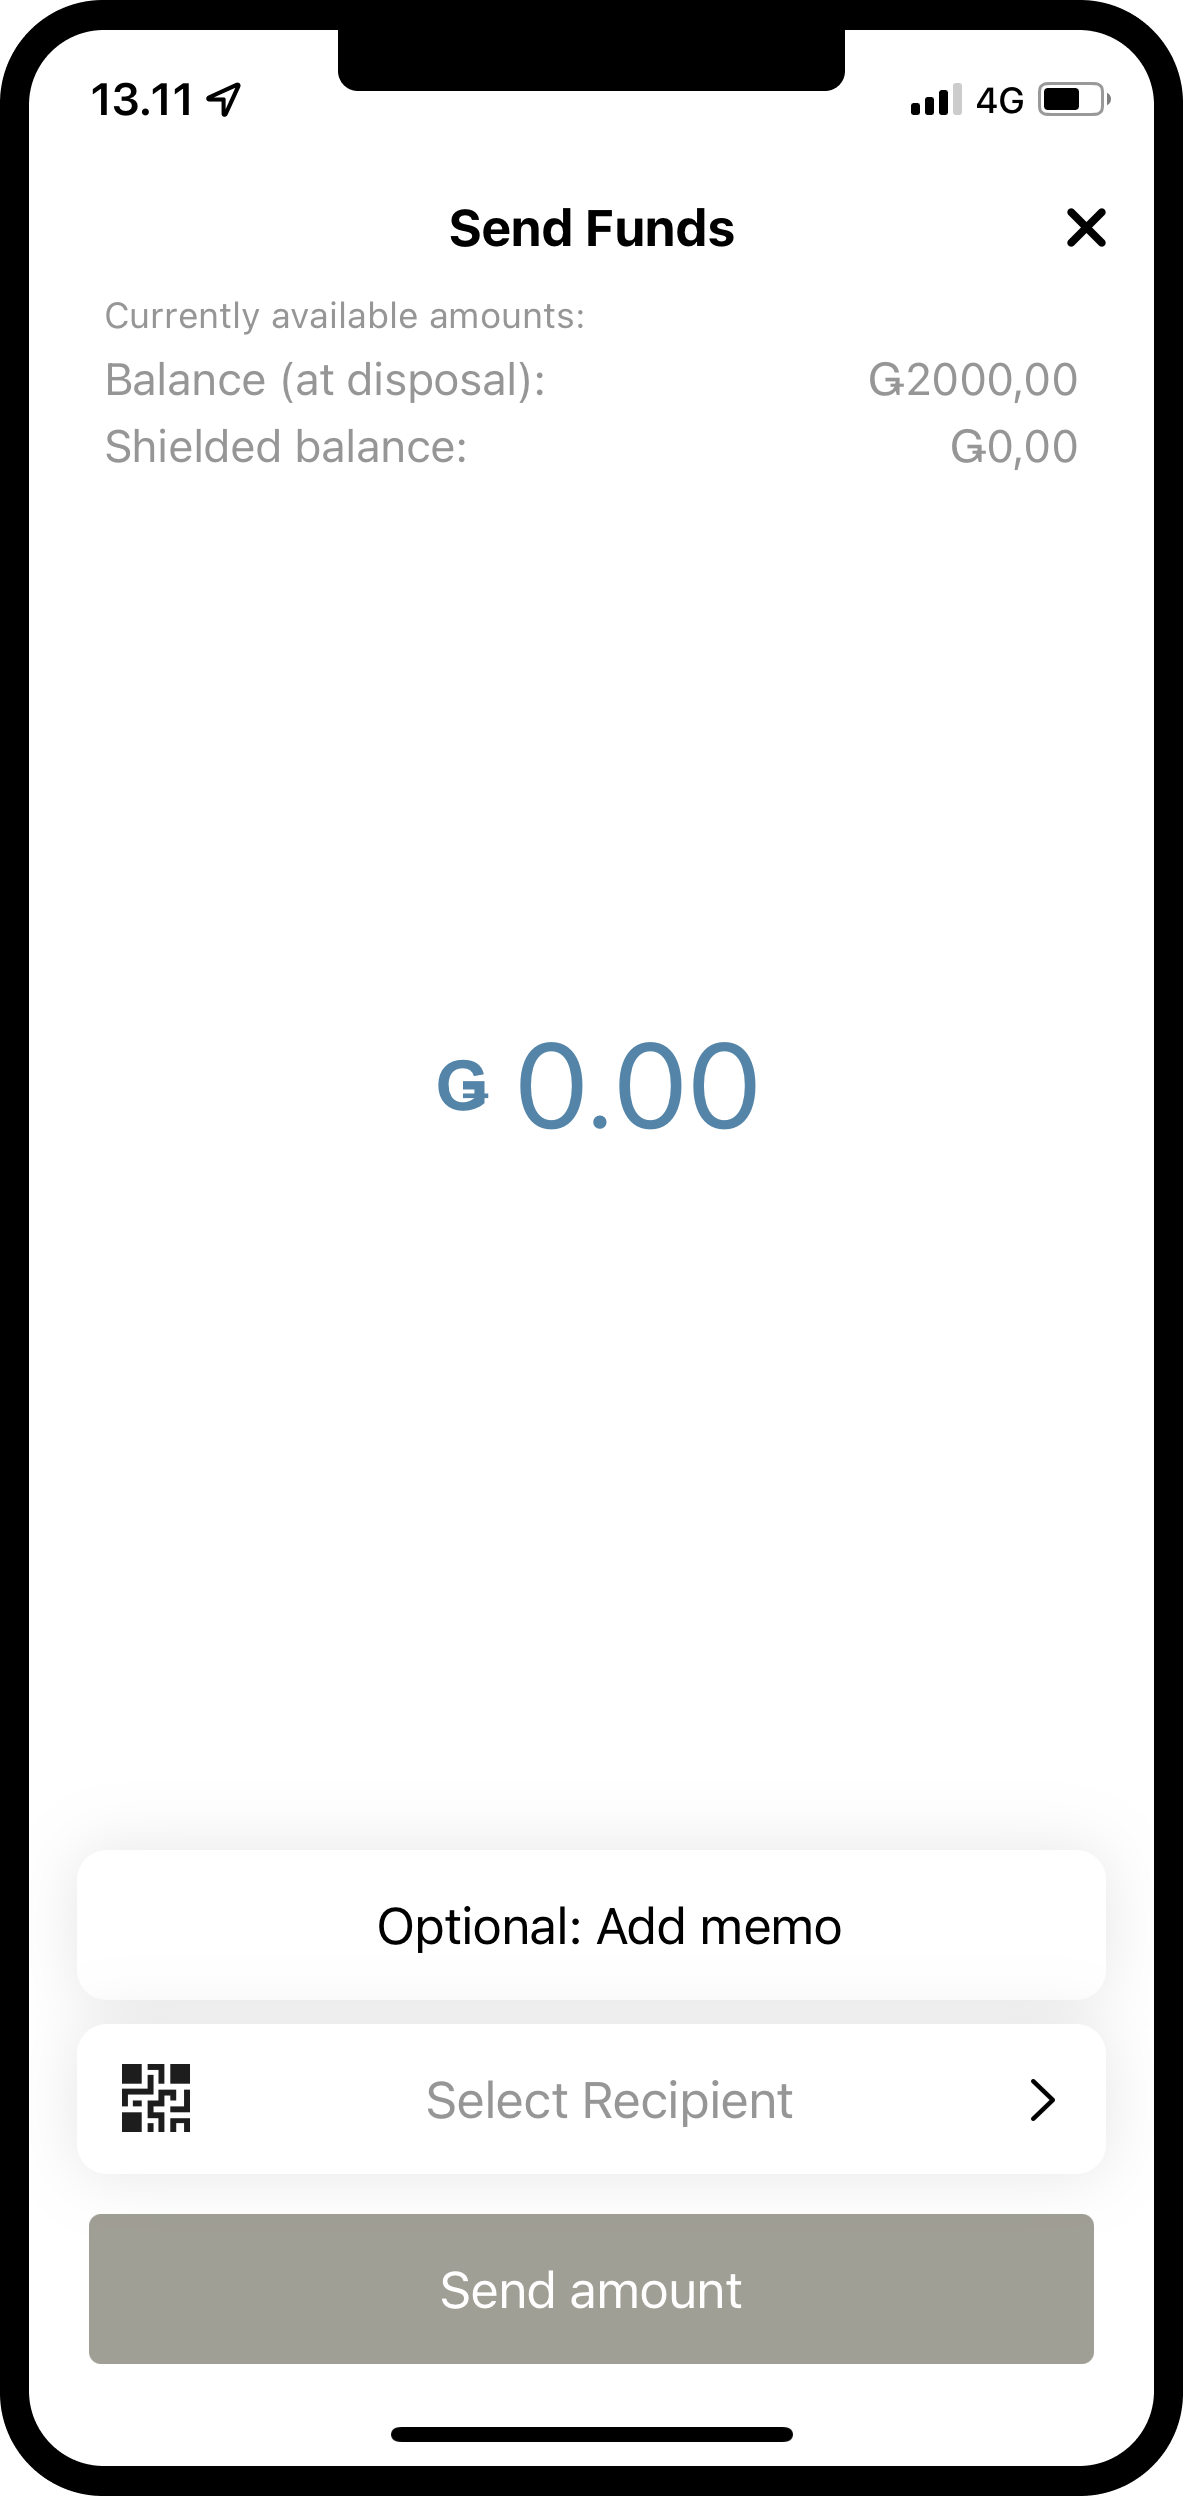 13.11
4G
Send Funds
Currently available amounts:
Balance (at disposal): Ǥ2000,00
Shielded balance: Ǥ0,00
Ǥ 0.00
Optional: Add memo
Select Recipient
Send amount